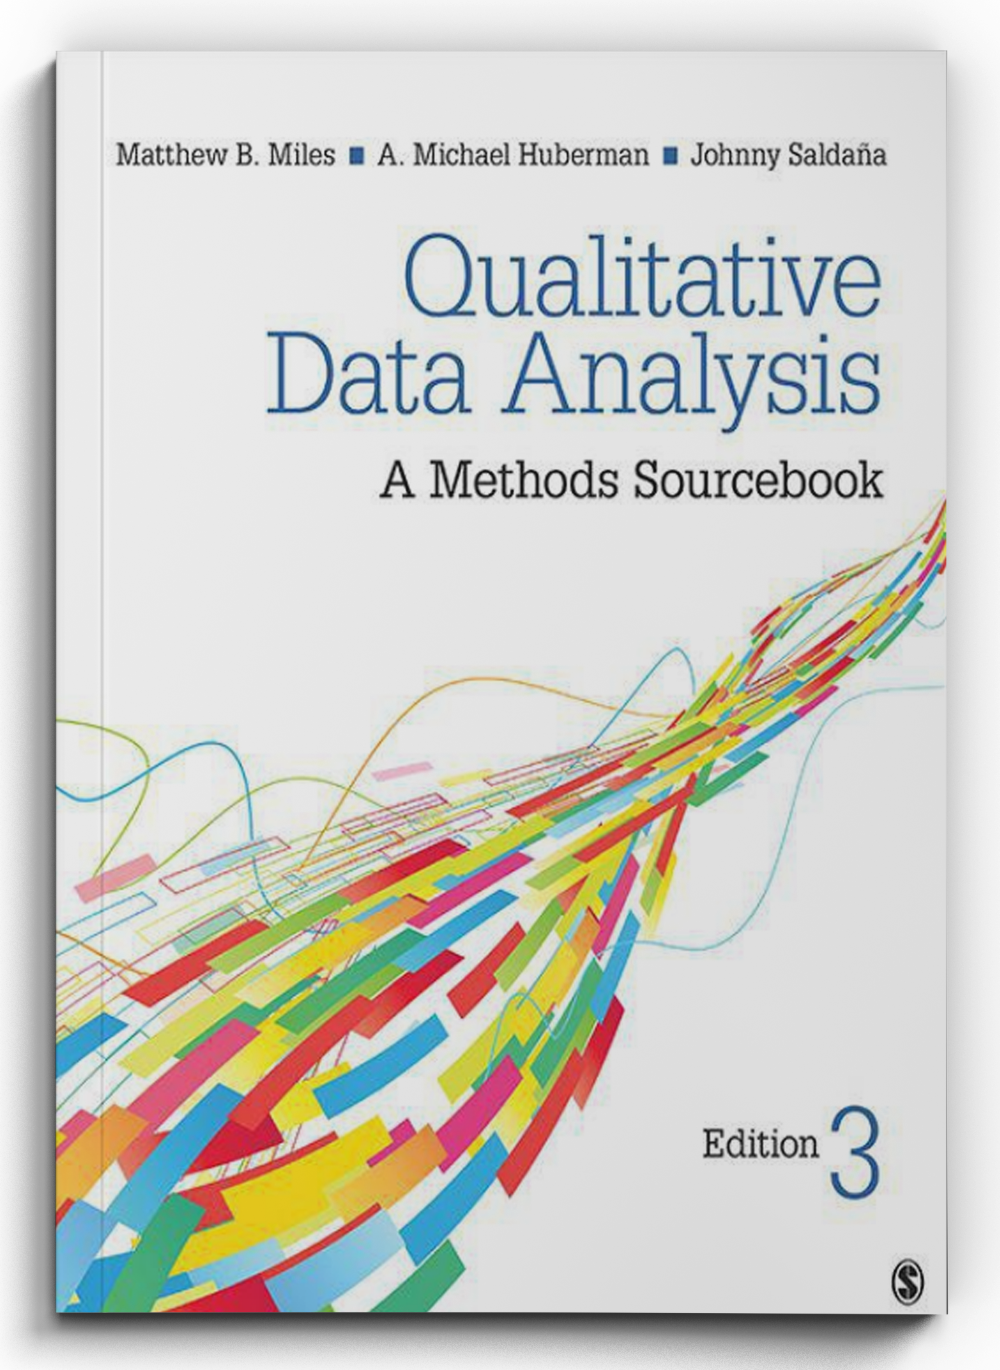 Matthew B. Miles ■ A. Michael Huberman ■ Johnny Saldaña
Qualitative
Data Analysis
A Methods Sourcebook
Edition 3
S